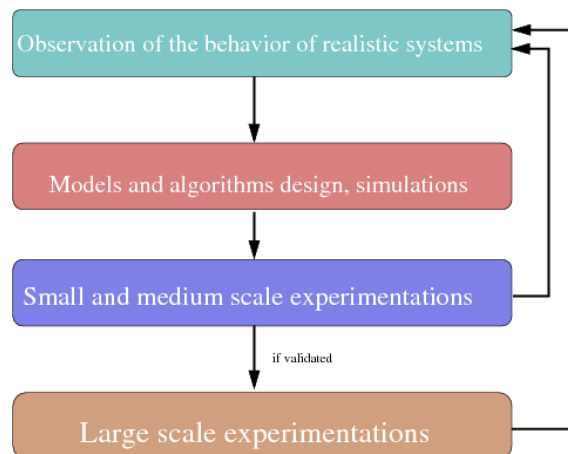 Observation of the behavior of realistic systems
Models and algorithms design, simulations
Small and medium scale experimentations
if validated
Large scale experimentations